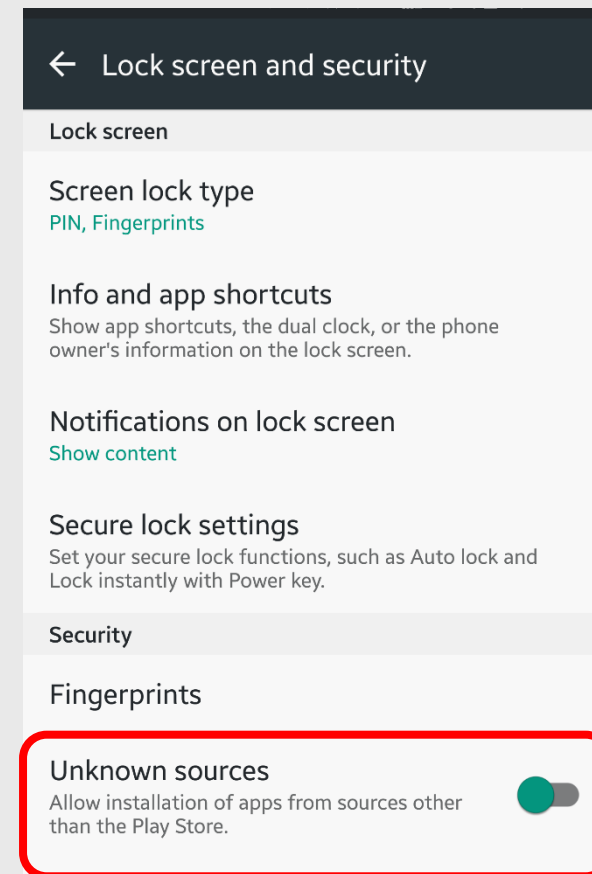 Lock screen and security
Lock screen
Screen lock type
PIN, Fingerprints
Info and app shortcuts
Show app shortcuts, the dual clock, or the phone
owner's information on the lock screen.
Notifications on lock screen
Show content
Secure lock settings
Set your secure lock functions, such as Auto lock and
Lock instantly with Power key.
Security
Fingerprints
Unknown sources
Allow installation of apps from sources other
than the Play Store.